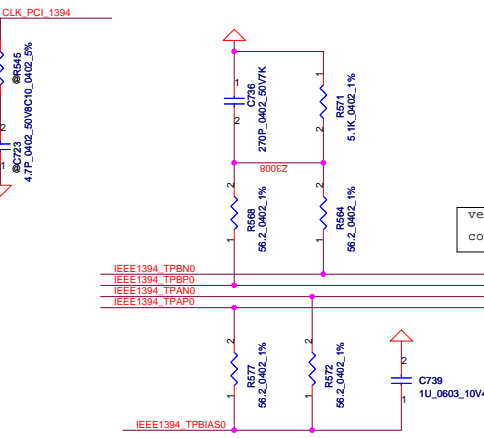 CLK_PCI_1394
@R545
4.7P_0402_50V8C10_0402_5%
2
1
@C723
1
C736
270P_0402_50V7K
2
1
R571
5.1K_0402_1%
2
Z3008
2
R568
56.2_0402_1%
1
2
R564
56.2_0402_1%
1
IEEE1394_TPBN0
IEEE1394_TPBP0
IEEE1394_TPAN0
IEEE1394_TPAP0
2
R577
56.2_0402_1%
1
2
R572
56.2_0402_1%
1
2
C739
1U_0603_10V4
1
IEEE1394_TPBIAS0
ve
co